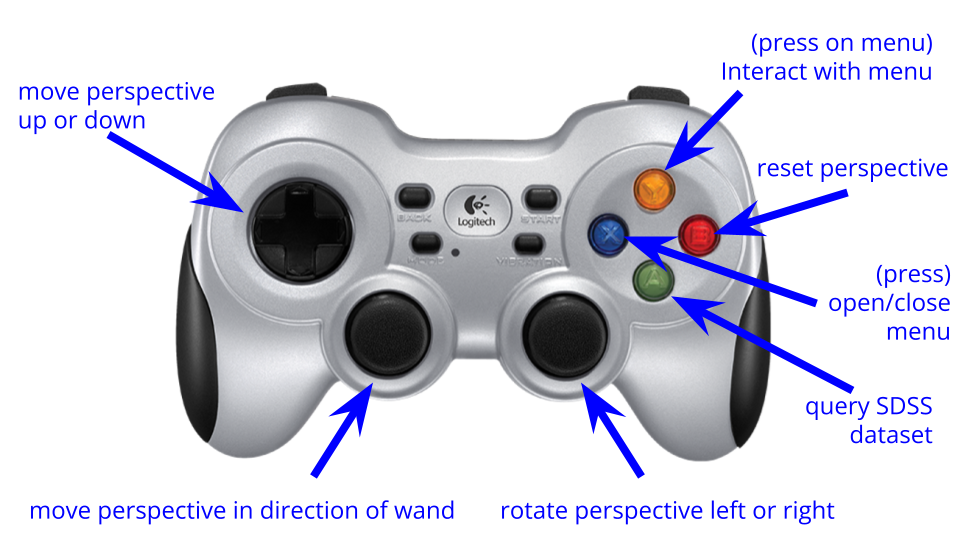 (press on menu)
Interact with menu
move perspective
up or down
reset perspective
BACK
START
Logitech
Y
X
B
MODE
VIBRATION
A
(press)
open/close
menu
query SDSS
dataset
move perspective in direction of wand
rotate perspective left or right